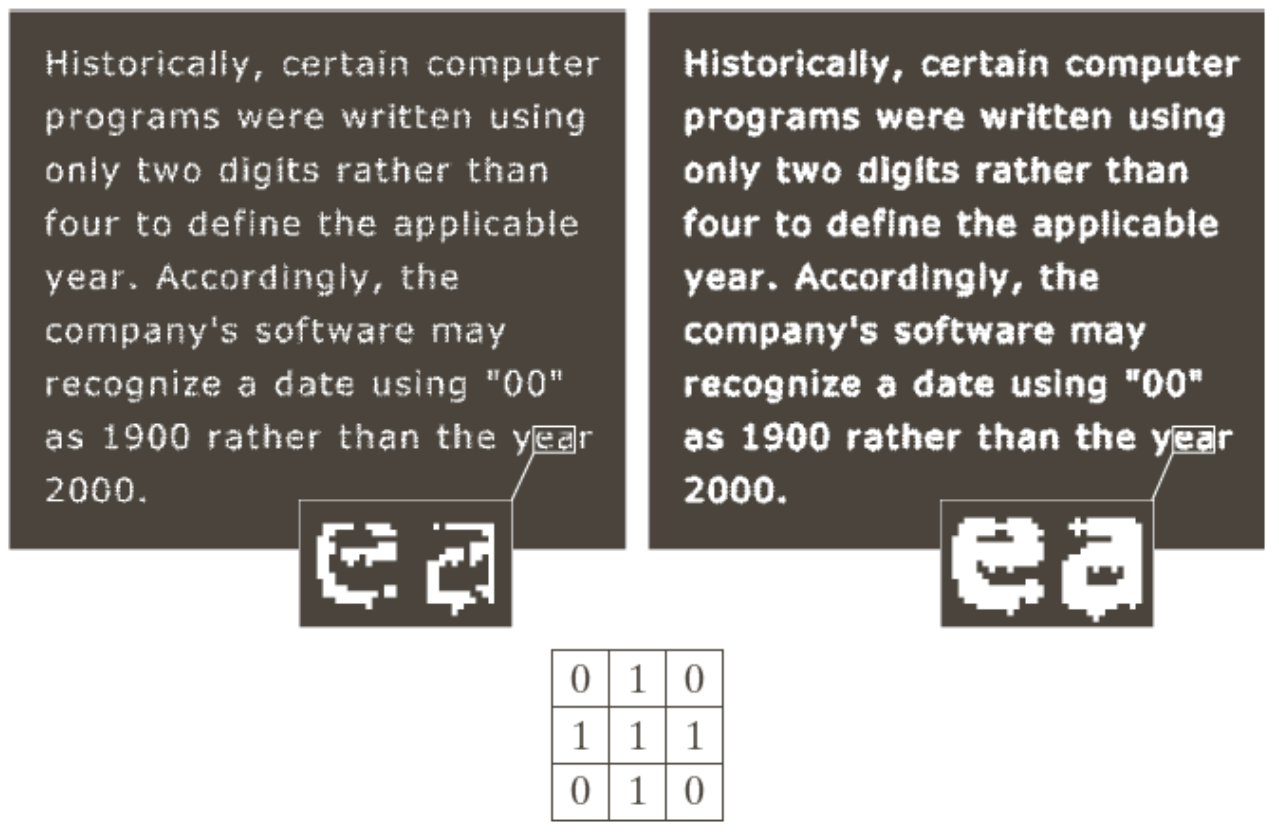 Historically, certain computer
programs were written using
only two digits rather than
four to define the applicable
year. Accordingly, the
company's software may
recognize a date using "00"
as 1900 rather than the year
2000.
e a
Historically, certain computer
programs were written using
only two digits rather than
four to define the applicable
year. Accordingly, the
company's software may
recognize a date using "00"
as 1900 rather than the year
2000.
ea
0 1 0
1 1 1
0 1 0